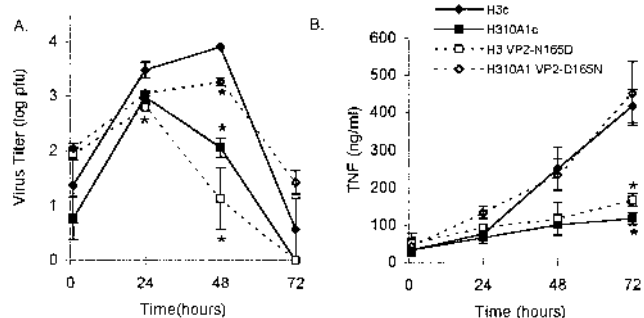 A.
Virus Titer (log pfu)
4
3
2
1
0
*
*
*
*
0 24 48 72
Time(hours)
B.
H3c
H310A1c
H3 VP2-N165D
H310A1 VP2-D165N
TNF (ng/ml)
600
500
400
300
200
100
0
*
*
0 24 48 72
Time (hours)